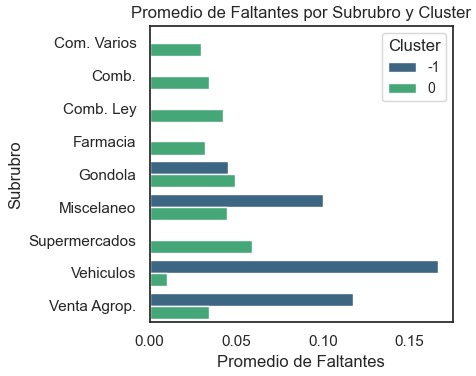 Promedio de Faltantes por Subrubro y Cluster
Cluster
-1
0
Subrubro
Com. Varios
Comb.
Comb. Ley
Farmacia
Gondola
Miscelaneo
Supermercados
Vehiculos
Venta Agrop.
0.00 0.05 0.10 0.15
Promedio de Faltantes